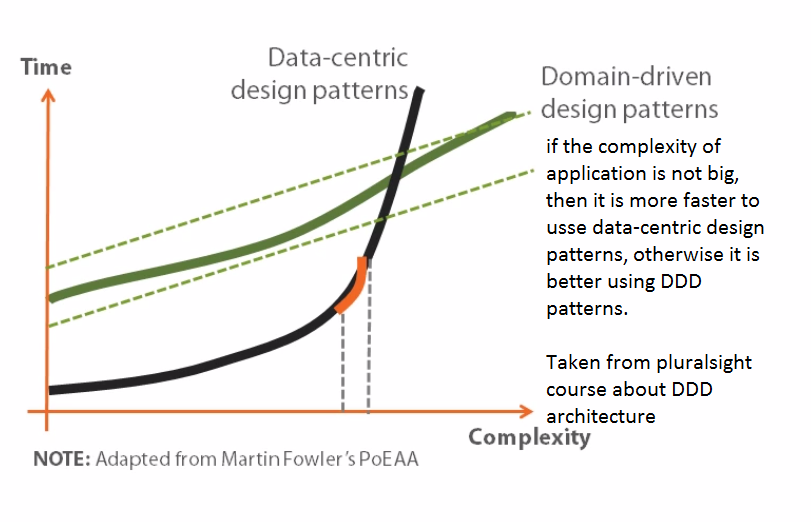 Time
Data-centric
design patterns
Domain-driven
design patterns
if the complexity of
application is not big,
then it is more faster to
usse data-centric design
patterns, otherwise it is
better using DDD
patterns.
Taken from pluralsight
course about DDD
architecture
Complexity
NOTE: Adapted from Martin Fowler's PoEAA